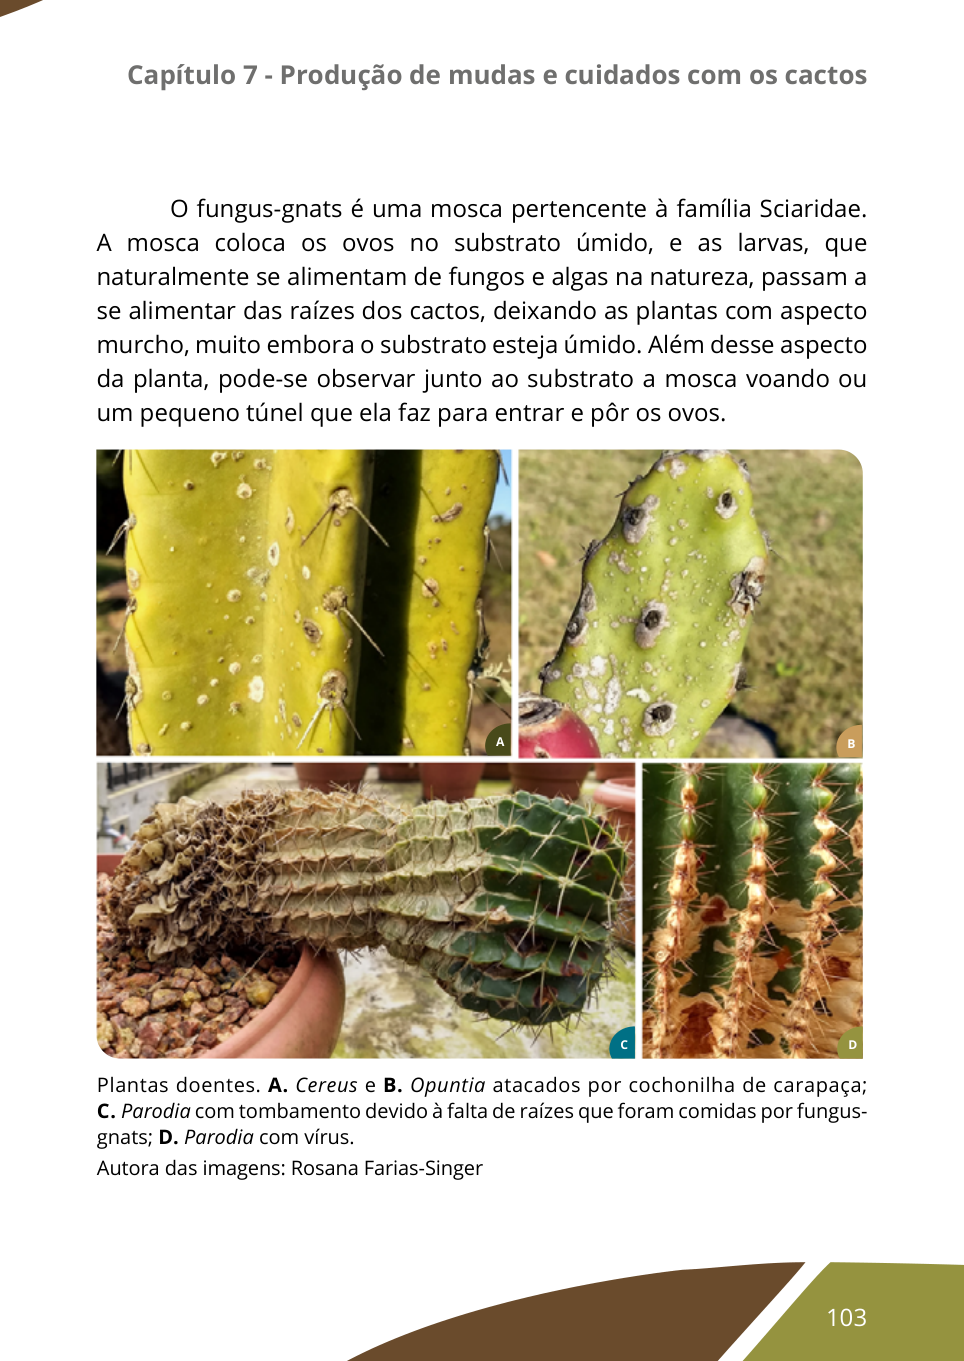 Capítulo 7 - Produção de mudas e cuidados com os cactos
O fungus-gnats é uma mosca pertencente à família Sciaridae.
A mosca coloca os ovos no substrato úmido, e as larvas, que
naturalmente se alimentam de fungos e algas na natureza, passam a
se alimentar das raízes dos cactos, deixando as plantas com aspecto
murcho, muito embora o substrato esteja úmido. Além desse aspecto
da planta, pode-se observar junto ao substrato a mosca voando ou
um pequeno túnel que ela faz para entrar e pôr os ovos.
A
B
C
D
Plantas doentes. A. Cereus e B. Opuntia atacados por cochonilha de carapaça;
C. Parodia com tombamento devido à falta de raízes que foram comidas por fungus-
gnats; D. Parodia com vírus.
Autora das imagens: Rosana Farias-Singer
103